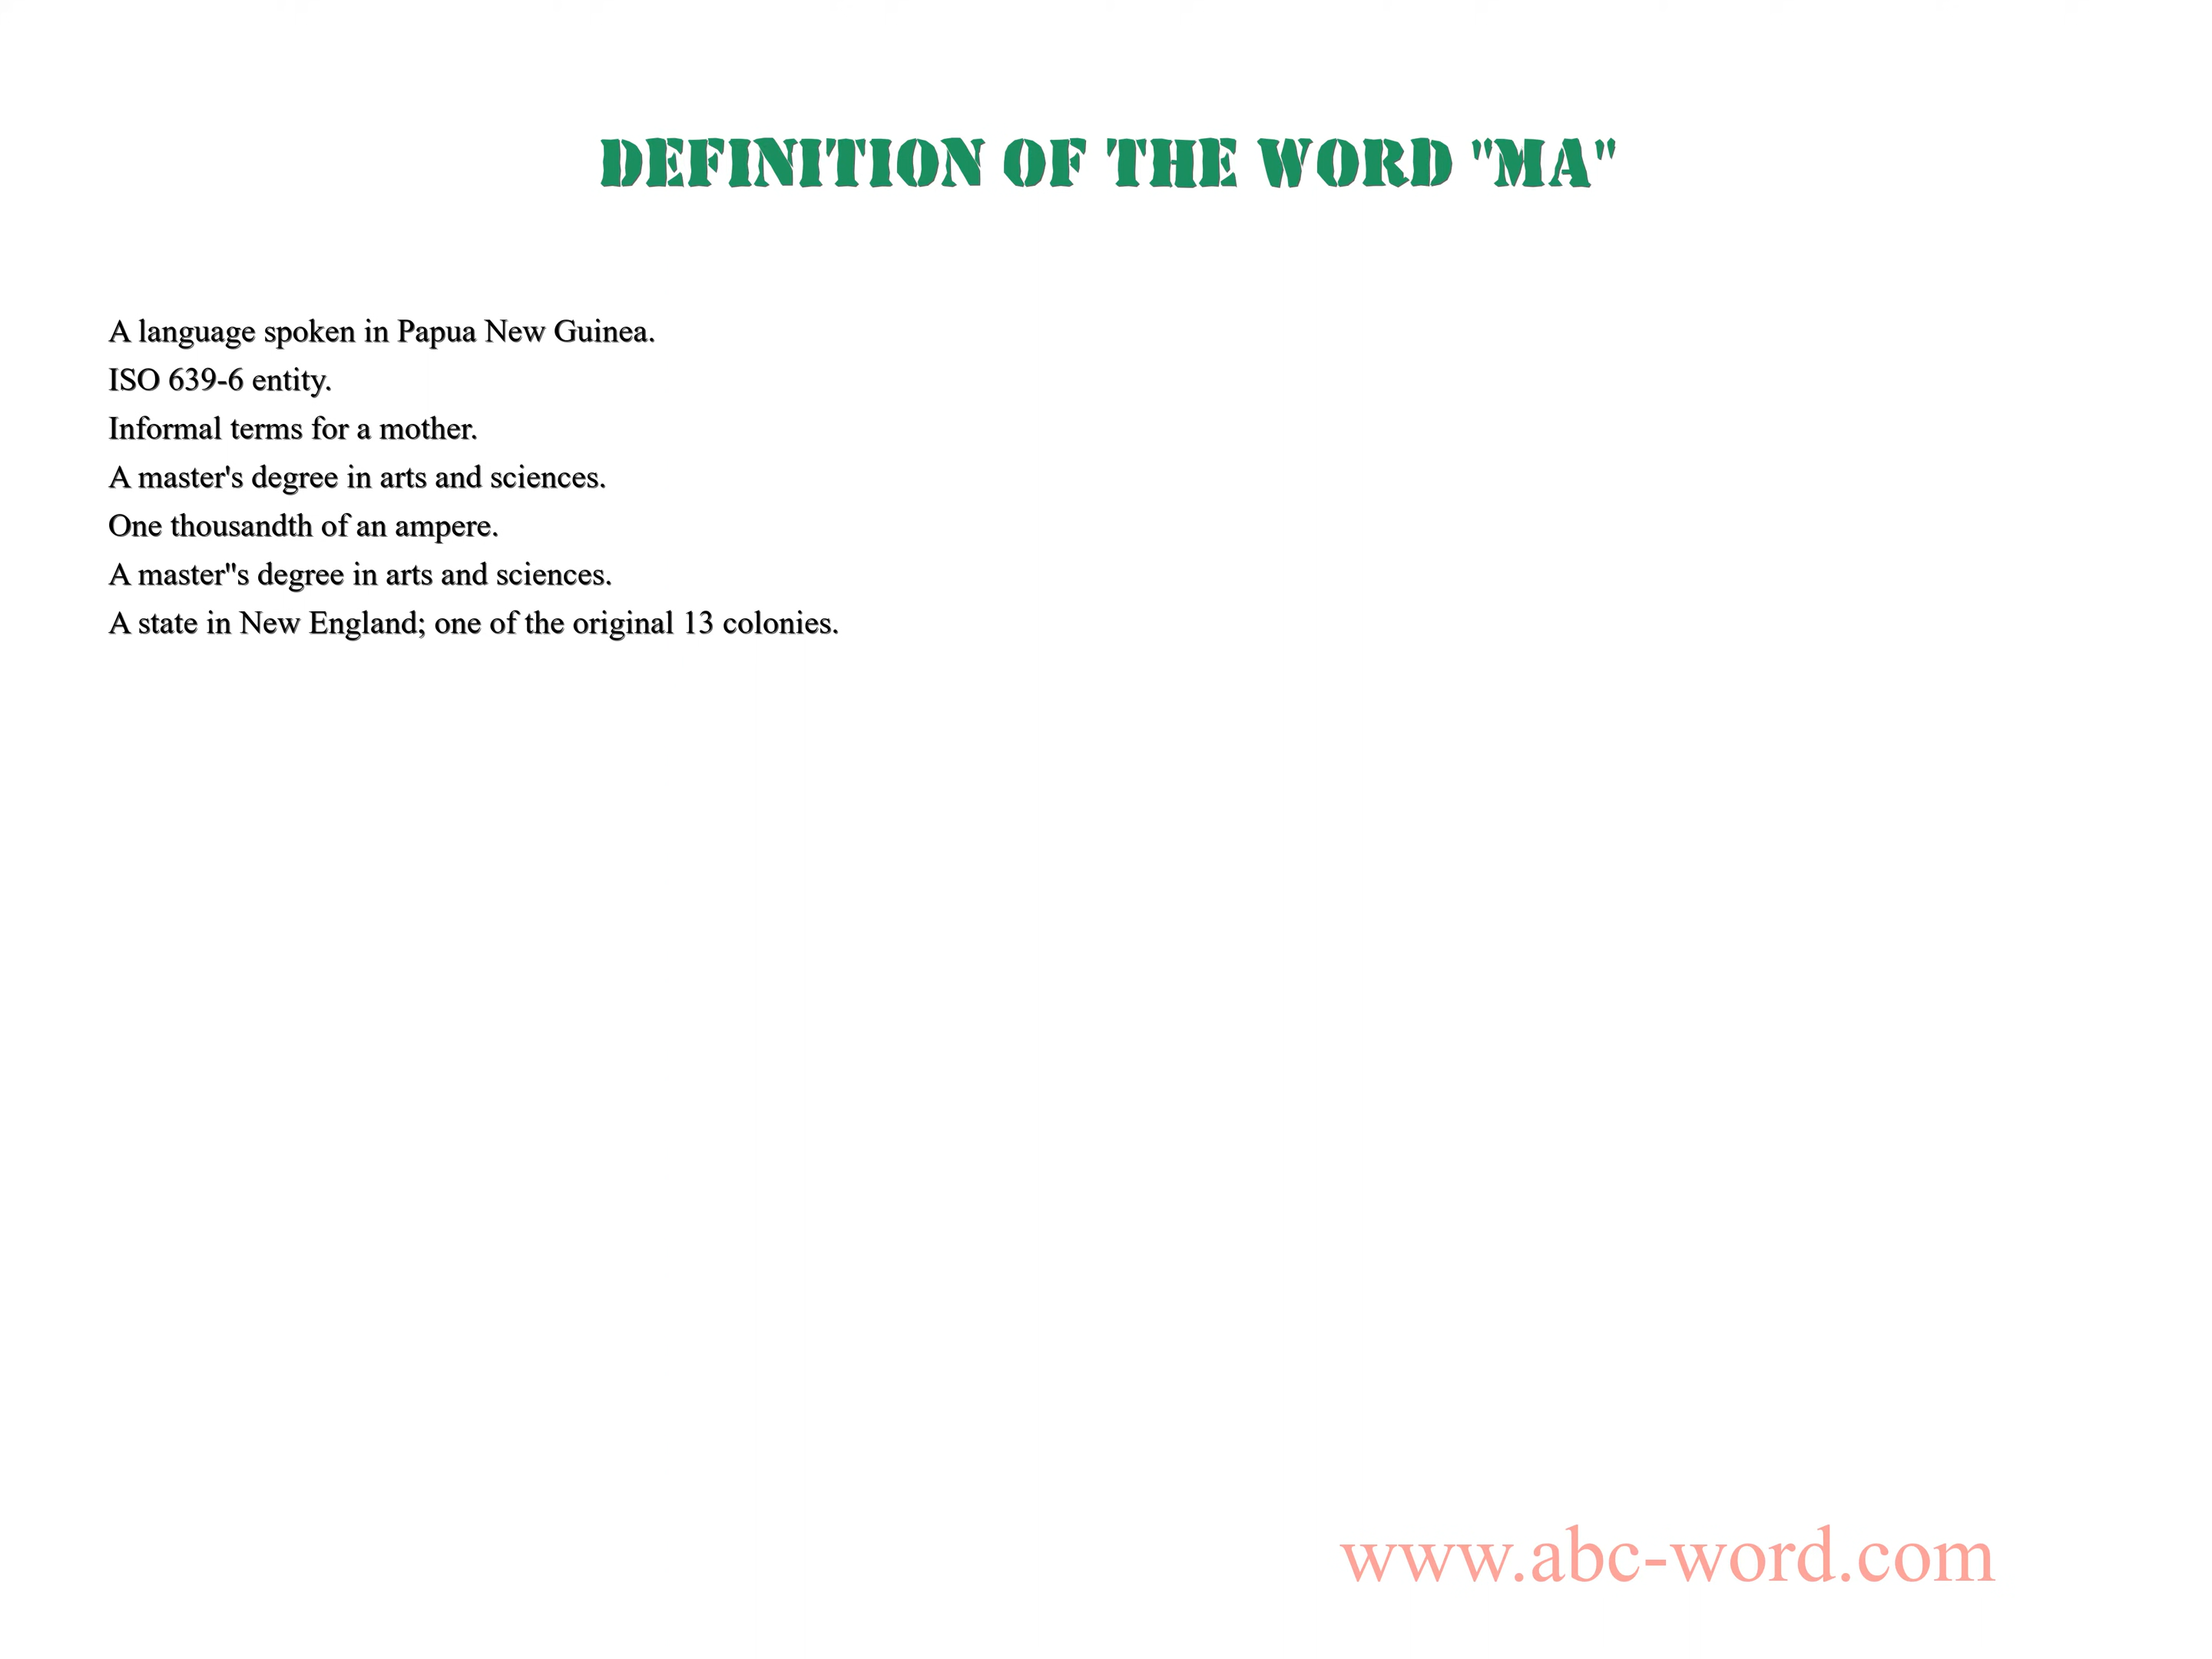 DEFINITION OF THE WORD "MA"
A language spoken in Papua New Guinea.
ISO 639-6 entity.
Informal terms for a mother.
A master's degree in arts and sciences.
One thousandth of an ampere.
A master''s degree in arts and sciences.
A state in New England; one of the original 13 colonies.
www.abc-word.com